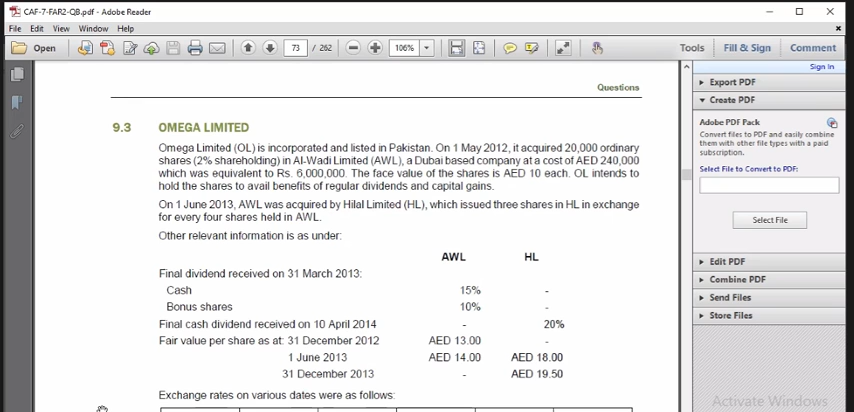 CAF-7-FAR2-QB.pdf - Adobe Reader
File Edit View Window Help
Open 73 / 262 106% Tools Fill & Sign Comment
Sign In
Questions
9.3 OMEGA LIMITED
Omega Limited (OL) is incorporated and listed in Pakistan. On 1 May 2012, it acquired 20,000 ordinary
shares (2% shareholding) in Al-Wadi Limited (AWL), a Dubai based company at a cost of AED 240,000
which was equivalent to Rs. 6,000,000. The face value of the shares is AED 10 each. OL intends to
hold the shares to avail benefits of regular dividends and capital gains.
On 1 June 2013, AWL was acquired by Hilal Limited (HL), which issued three shares in HL in exchange
for every four shares held in AWL.
Other relevant information is as under:
AWL HL
Final dividend received on 31 March 2013:
Cash 15% -
Bonus shares 10% -
Final cash dividend received on 10 April 2014 - 20%
Fair value per share as at: 31 December 2012 AED 13.00 -
1 June 2013 AED 14.00 AED 18.00
31 December 2013 - AED 19.50
Exchange rates on various dates were as follows:
Export PDF
Create PDF
Adobe PDF Pack
Convert files to PDF and easily combine
them with other file types with a paid
subscription.
Select File to Convert to PDF:
Select File
Edit PDF
Combine PDF
Send Files
Store Files
Activate Windows